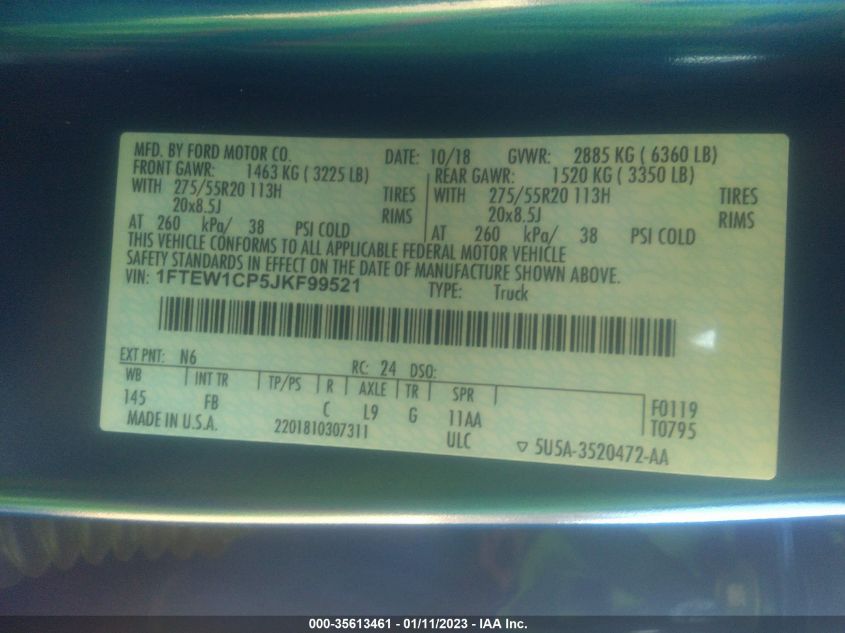 MFD. BY FORD MOTOR CO. DATE: 10/18 GVWR: 2885 KG ( 6360 LB)
FRONT GAWR: 1463 KG ( 3225 LB) REAR GAWR: 1520 KG ( 3350 LB)
WITH 275/55R20 113H TIRES WITH 275/55R20 113H TIRES
20x8.5J RIMS 20x8.5J RIMS
AT 260 kPa/ 38 PSI COLD AT 260 kPa/ 38 PSI COLD
THIS VEHICLE CONFORMS TO ALL APPLICABLE FEDERAL MOTOR VEHICLE
SAFETY STANDARDS IN EFFECT ON THE DATE OF MANUFACTURE SHOWN ABOVE.
VIN: 1FTEW1CP5JKF99521 TYPE: Truck
EXT PNT: N6 RC: 24 DSO:
WB INT TR TP/PS R AXLE TR SPR
145 FB C L9 G 11AA F0119
T0795
MADE IN U.S.A. 2201810307311 ULC ▽ 5U5A-3520472-AA
000-35613461 - 01/11/2023 - IAA Inc.